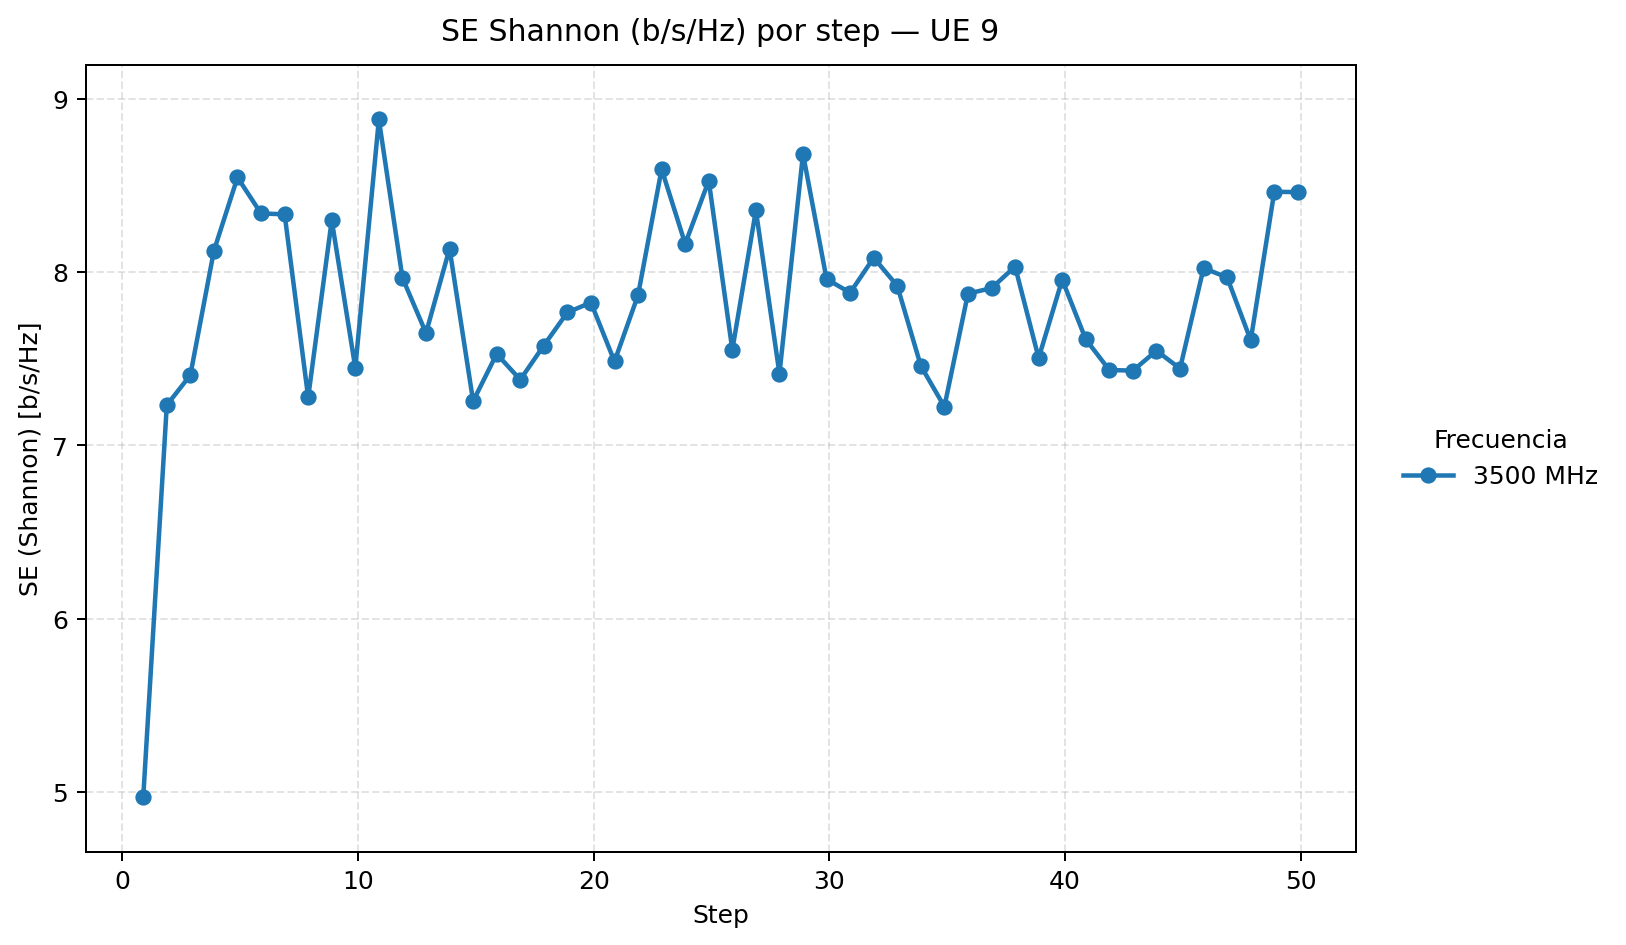 SE Shannon (b/s/Hz) por step — UE 9
SE (Shannon) [b/s/Hz]
9
8
7
6
5
0 10 20 30 40 50
Step
Frecuencia
3500 MHz